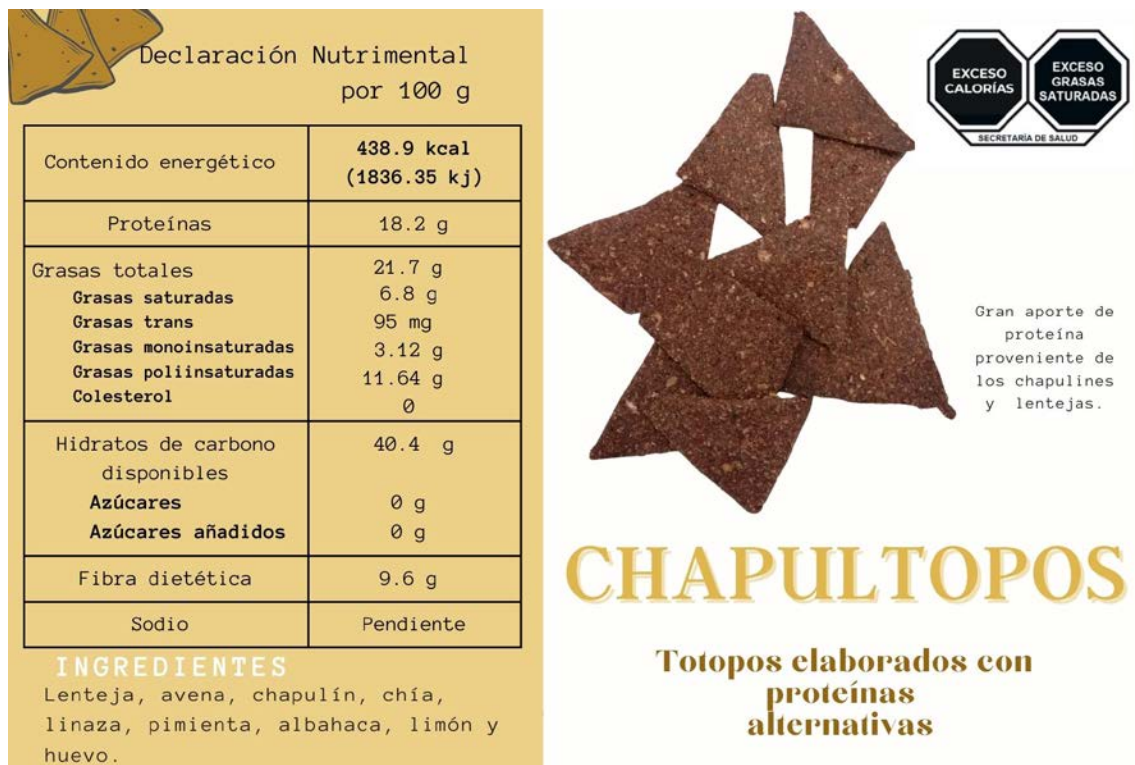 Declaración Nutrimental
por 100 g
Contenido energético
438.9 kcal
(1836.35 kj)
Proteínas
18.2 g
Grasas totales
21.7 g
Grasas saturadas
6.8 g
Grasas trans
95 mg
Grasas monoinsaturadas
3.12 g
Grasas poliinsaturadas
11.64 g
Colesterol
0
Hidratos de carbono
disponibles
40.4 g
Azúcares
0 g
Azúcares añadidos
0 g
Fibra dietética
9.6 g
Sodio
Pendiente
INGREDIENTES
Lenteja, avena, chapulín, chía,
linaza, pimienta, albahaca, limón y
huevo.
EXCESO
CALORÍAS
EXCESO
GRASAS
SATURADAS
SECRETARÍA DE SALUD
Gran aporte de
proteína
proveniente de
los chapulines
y lentejas.
CHAPULTOPOS
Totopos elaborados con
proteínas
alternativas